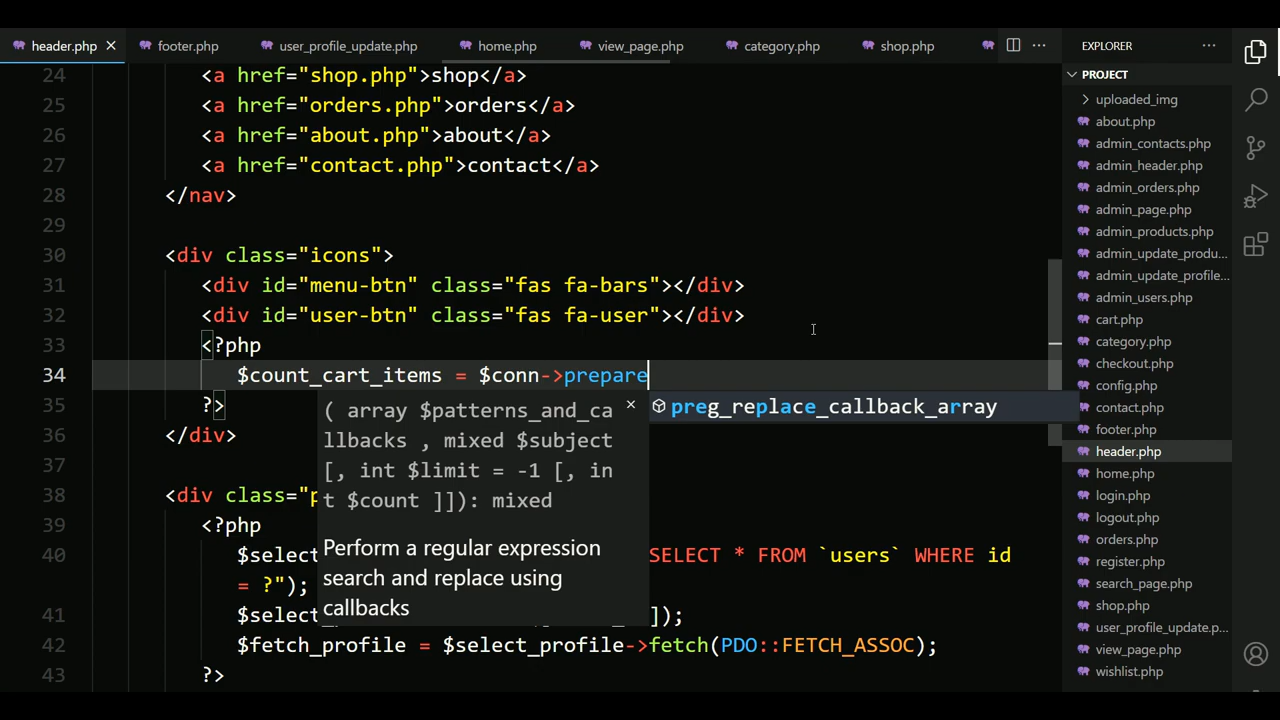 header.php
footer.php
user_profile_update.php
home.php
view_page.php
category.php
shop.php
EXPLORER
PROJECT
uploaded_img
about.php
admin_contacts.php
admin_header.php
admin_orders.php
admin_page.php
admin_products.php
admin_update_produ...
admin_update_profile...
admin_users.php
cart.php
category.php
checkout.php
config.php
contact.php
footer.php
header.php
home.php
login.php
logout.php
orders.php
register.php
search_page.php
shop.php
user_profile_update.p...
view_page.php
wishlist.php
24 <a href="shop.php">shop</a>
25 <a href="orders.php">orders</a>
26 <a href="about.php">about</a>
27 <a href="contact.php">contact</a>
28 </nav>
29
30 <div class="icons">
31 <div id="menu-btn" class="fas fa-bars"></div>
32 <div id="user-btn" class="fas fa-user"></div>
33 <?php
34 $count_cart_items = $conn->prepare
35 ?>
36 </div>
37
38 <div class="p
39 <?php
40 $select SELECT * FROM `users` WHERE id
= ?");
41 $select ]);
42 $fetch_profile = $select_profile->fetch(PDO::FETCH_ASSOC);
43 ?>
preg_replace_callback_array
( array $patterns_and_ca
llbacks , mixed $subject
[, int $limit = -1 [, in
t $count ]]): mixed
Perform a regular expression
search and replace using
callbacks